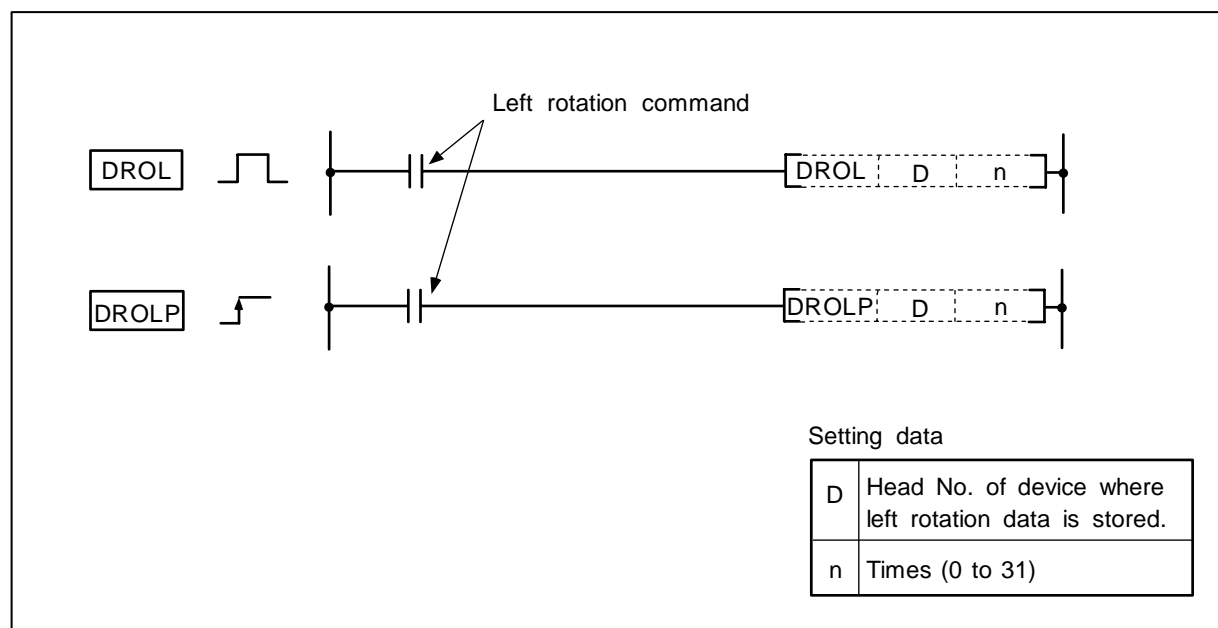 Left rotation command
DROL
DROL D n
DROLP
DROLP D n
Setting data
D Head No. of device where
left rotation data is stored.
n Times (0 to 31)